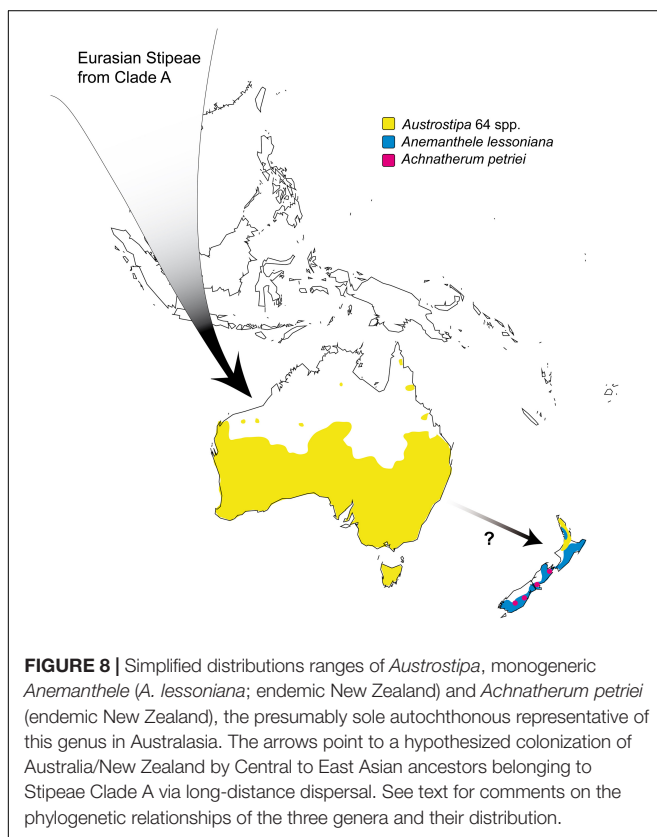 Eurasian Stipeae
from Clade A
Austrostipa 64 spp.
Anemanthele lessoniana
Achnatherum petriei
?
FIGURE 8 | Simplified distributions ranges of Austrostipa, monogeneric
Anemanthele (A. lessoniana; endemic New Zealand) and Achnatherum petriei
(endemic New Zealand), the presumably sole autochthonous representative of
this genus in Australasia. The arrows point to a hypothesized colonization of
Australia/New Zealand by Central to East Asian ancestors belonging to
Stipeae Clade A via long-distance dispersal. See text for comments on the
phylogenetic relationships of the three genera and their distribution.